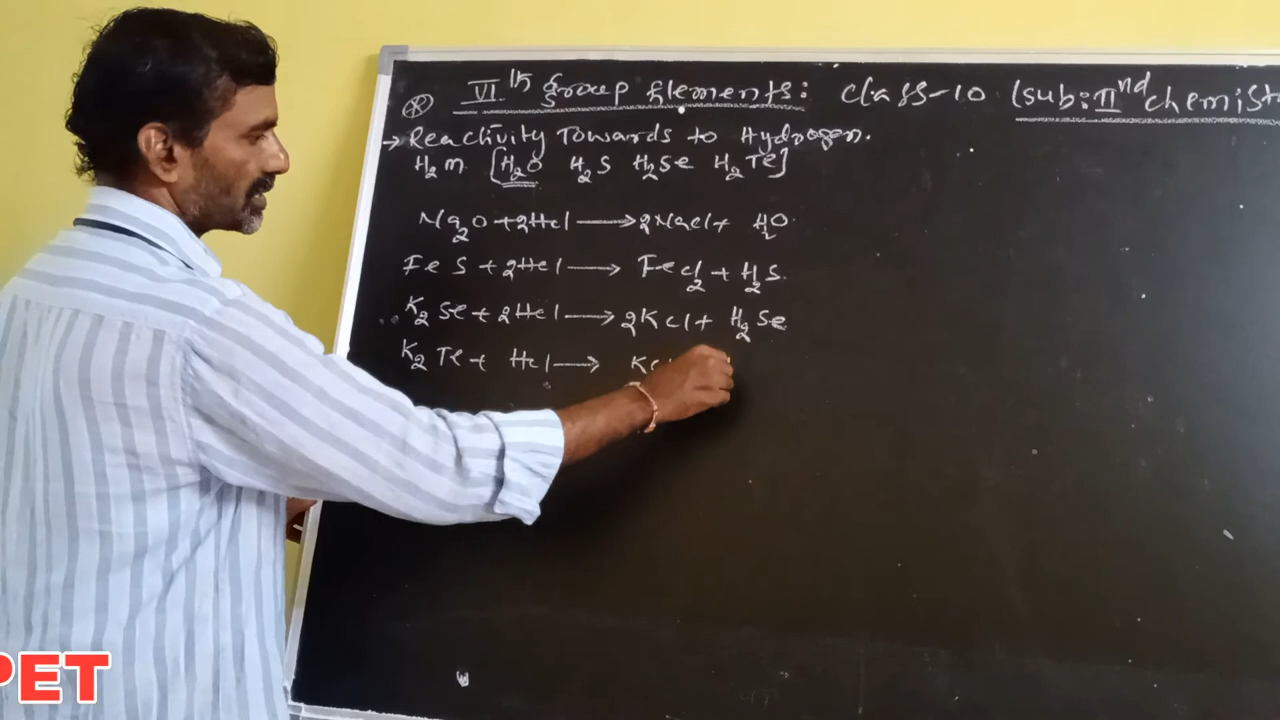 VIth Group Elements: Class-10 (Sub: IInd chemist
→ Reactivity Towards to Hydrogen.
H2M [H2O H2S H2Se H2Te]
Na2O + 2Hcl → 2Nacl + H2O.
FeS + 2Hcl → Fecl2 + H2S.
K2Se + 2Hcl → 2Kcl + H2Se
K2Te + Hcl → Kc
PET